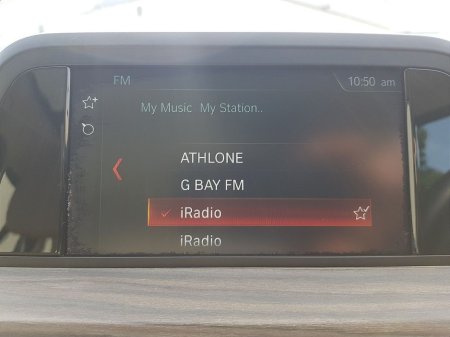 FM 10:50 am
My Music My Station..
ATHLONE
G BAY FM
iRadio
iRadio